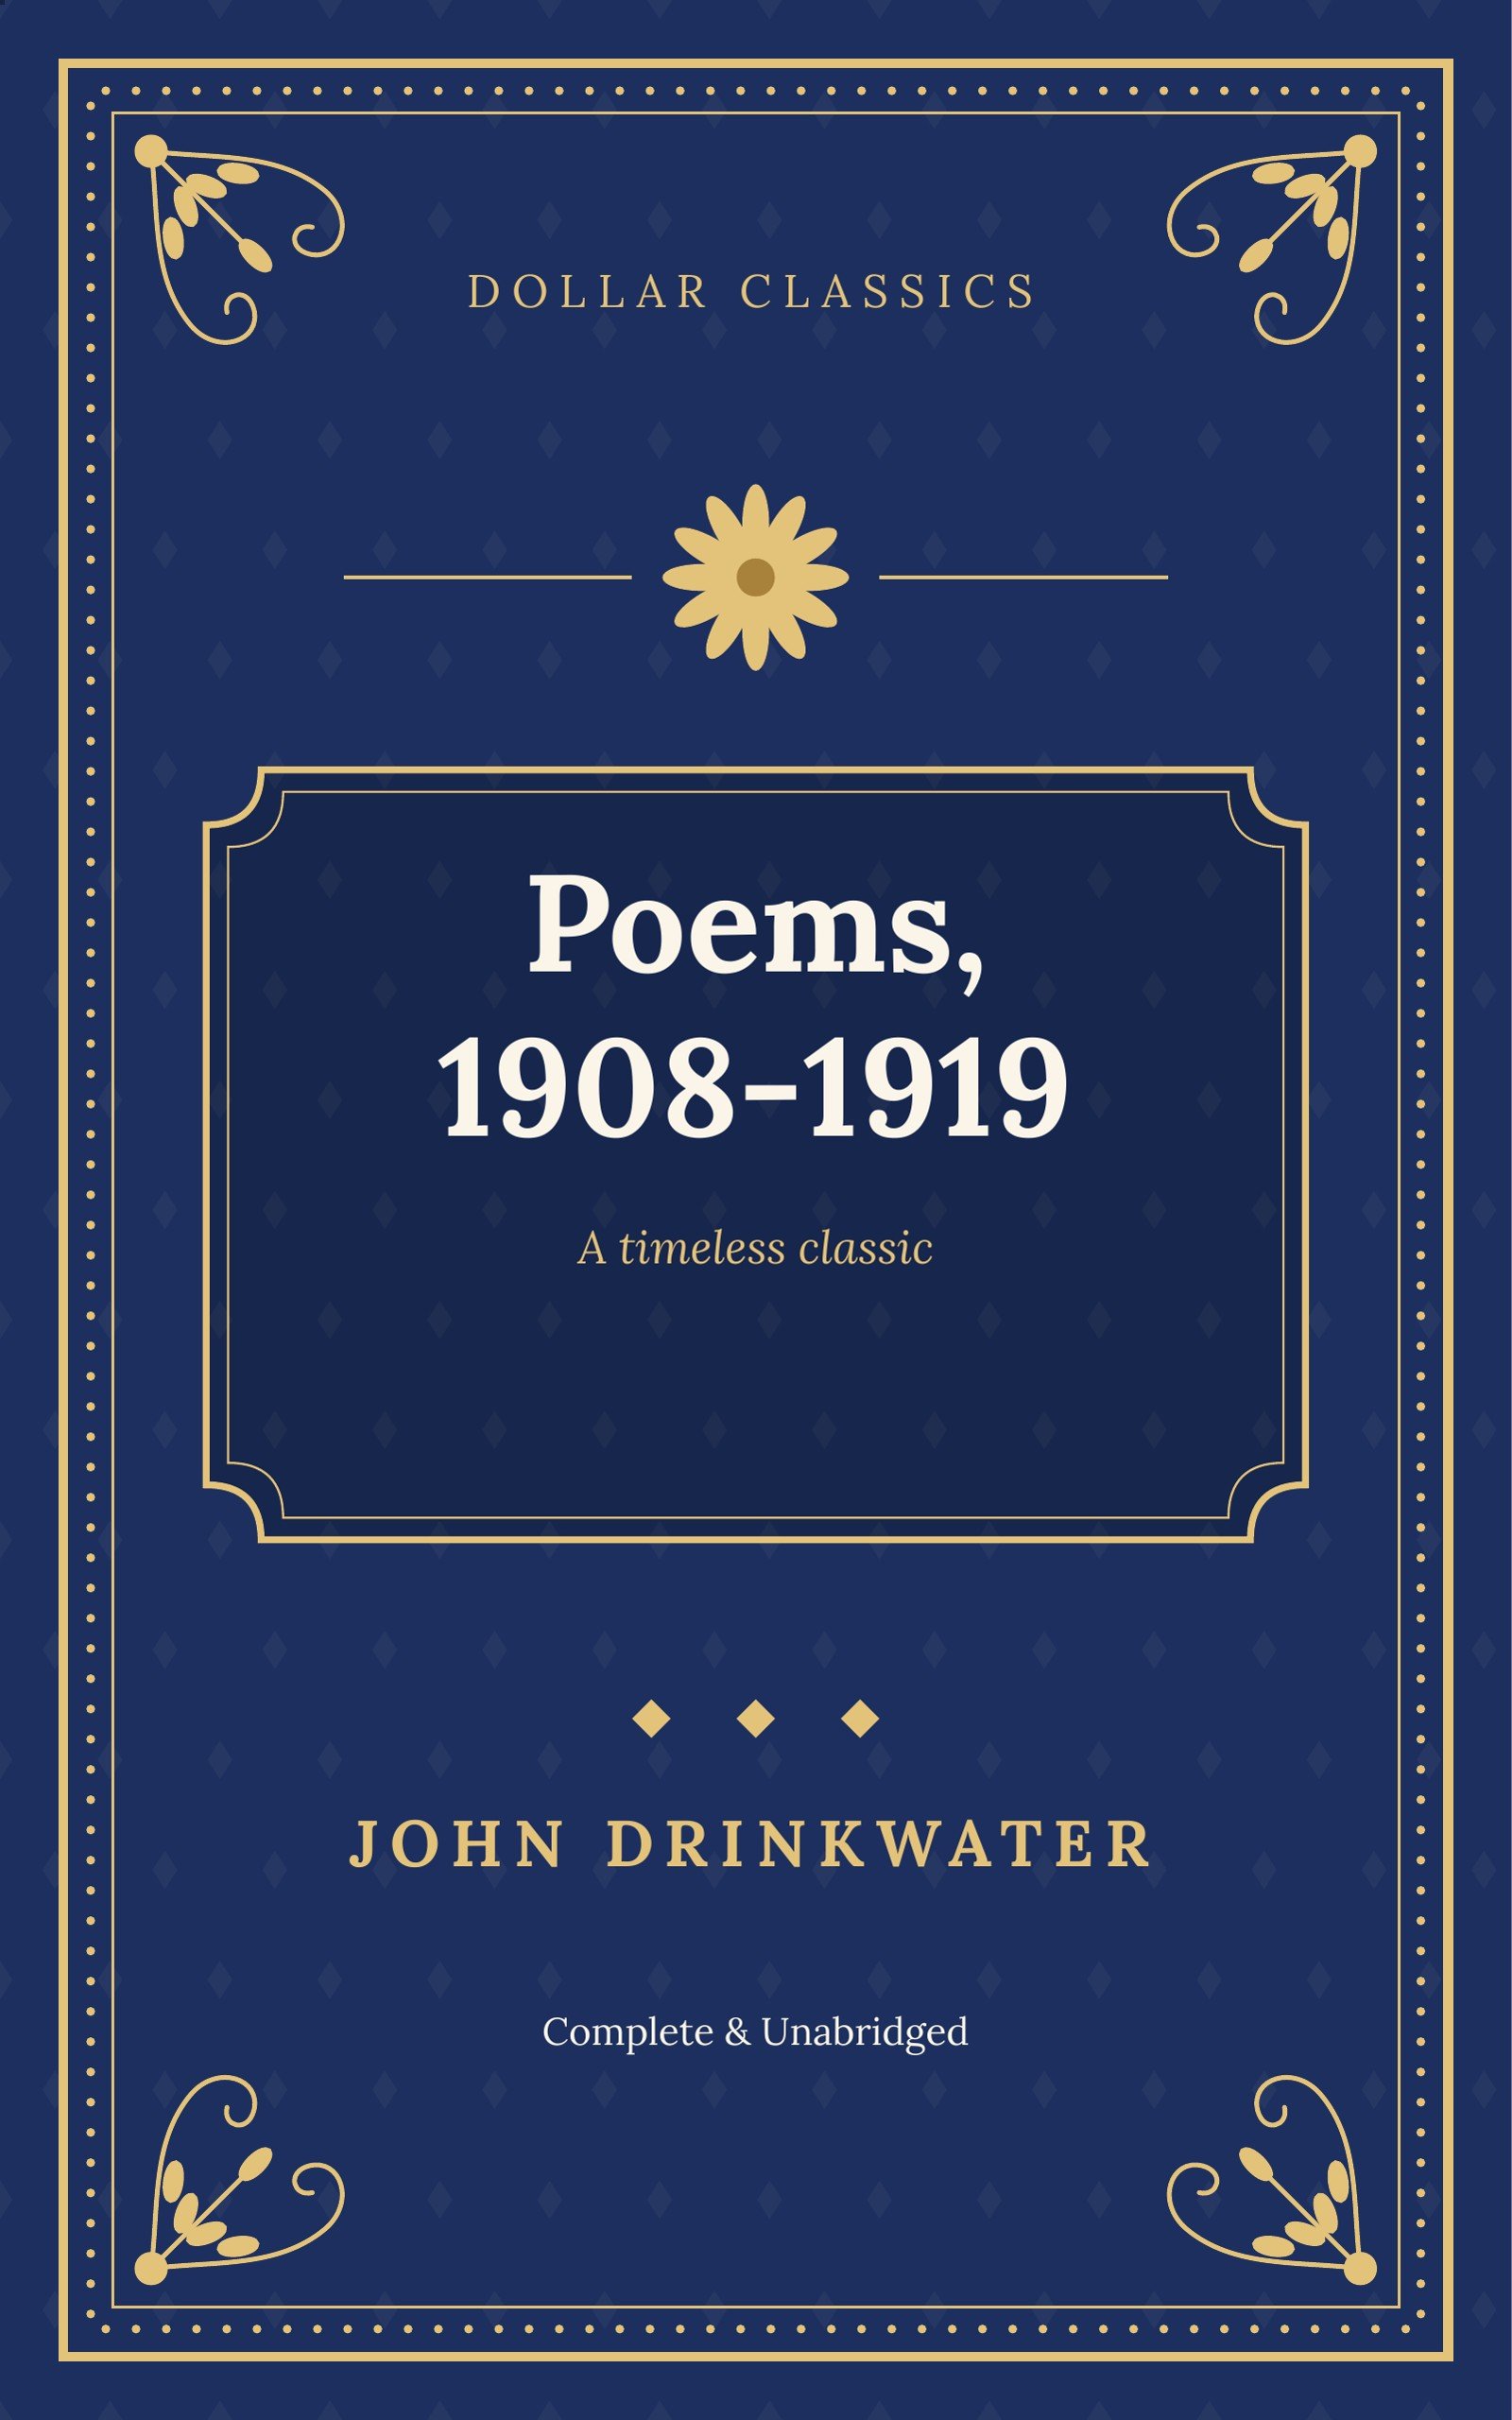 DOLLAR CLASSICS
Poems,
1908-1919
A timeless classic
JOHN DRINKWATER
Complete & Unabridged